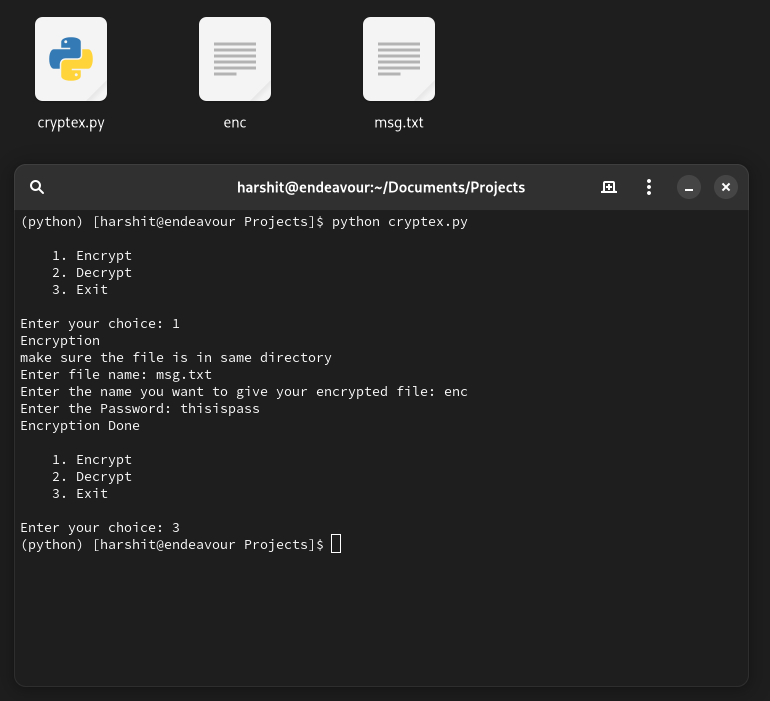 cryptex.py
enc
msg.txt
harshit@endeavour:~/Documents/Projects
(python) [harshit@endeavour Projects]$ python cryptex.py
1. Encrypt
2. Decrypt
3. Exit
Enter your choice: 1
Encryption
make sure the file is in same directory
Enter file name: msg.txt
Enter the name you want to give your encrypted file: enc
Enter the Password: thisispass
Encryption Done
1. Encrypt
2. Decrypt
3. Exit
Enter your choice: 3
(python) [harshit@endeavour Projects]$